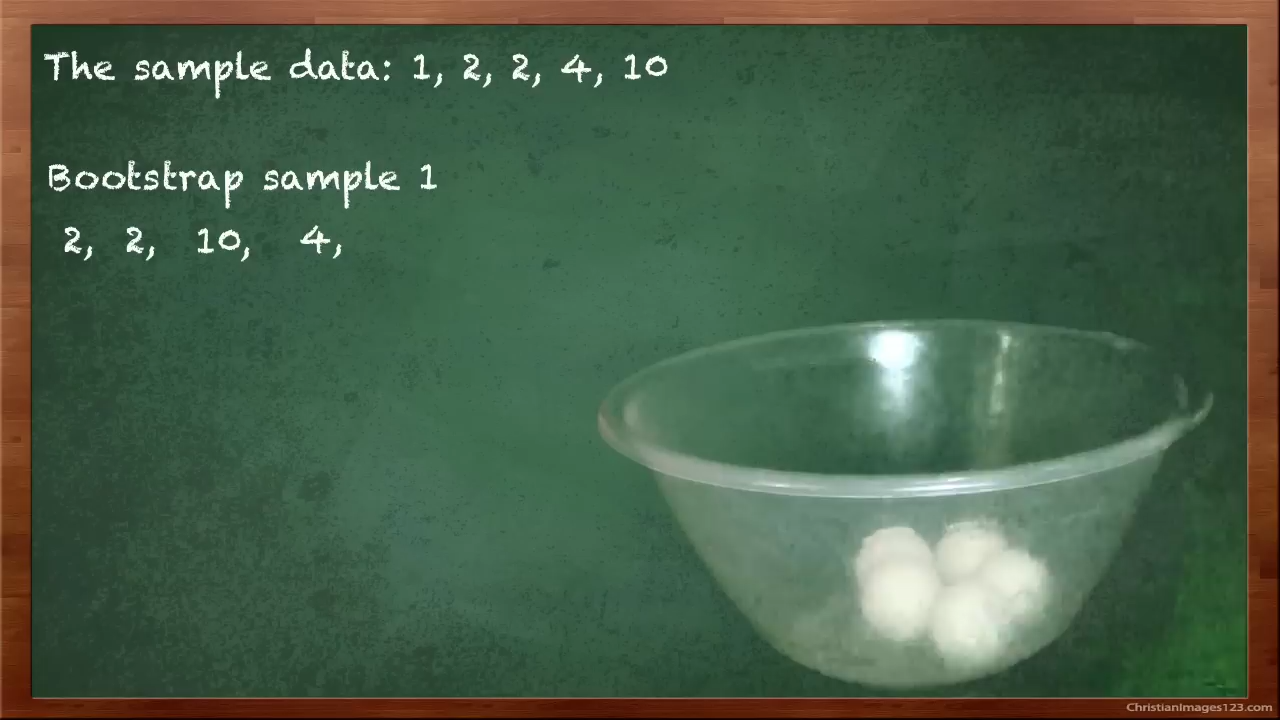 The sample data: 1, 2, 2, 4, 10
Bootstrap sample 1
2, 2, 10, 4,
ChristianImages123.com